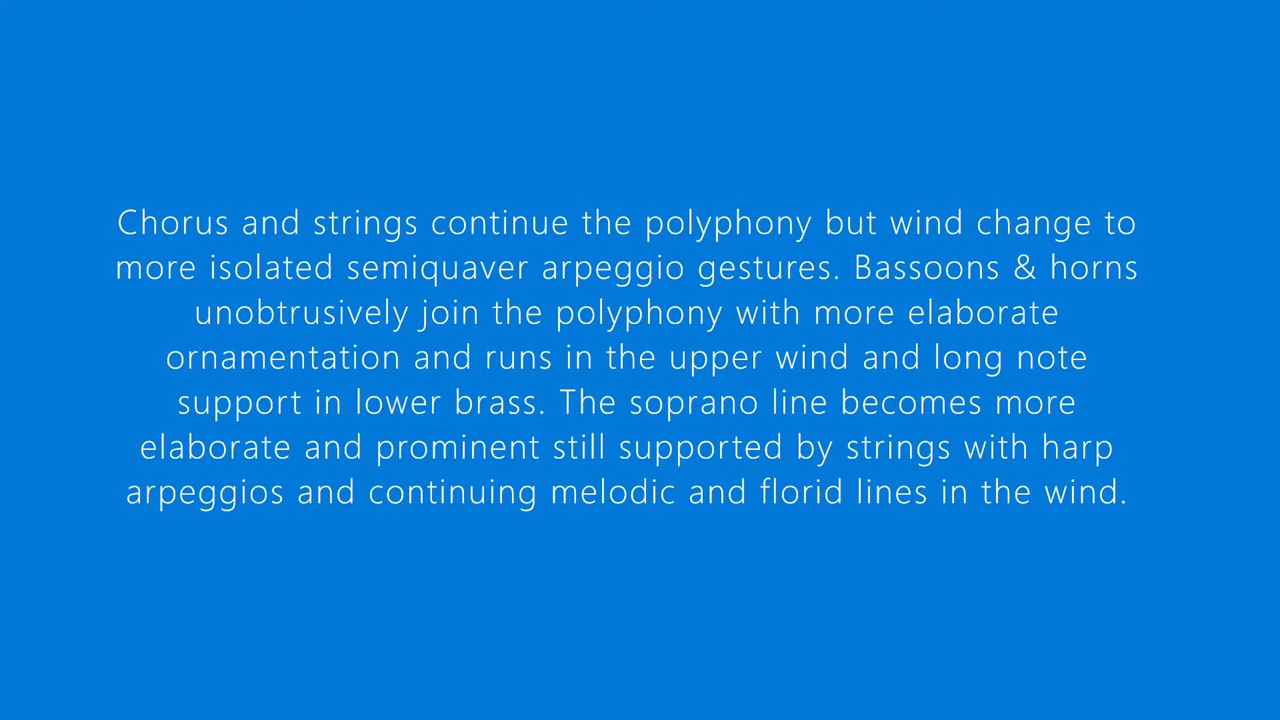 Chorus and strings continue the polyphony but wind change to
more isolated semiquaver arpeggio gestures. Bassoons & horns
unobtrusively join the polyphony with more elaborate
ornamentation and runs in the upper wind and long note
support in lower brass. The soprano line becomes more
elaborate and prominent still supported by strings with harp
arpeggios and continuing melodic and florid lines in the wind.